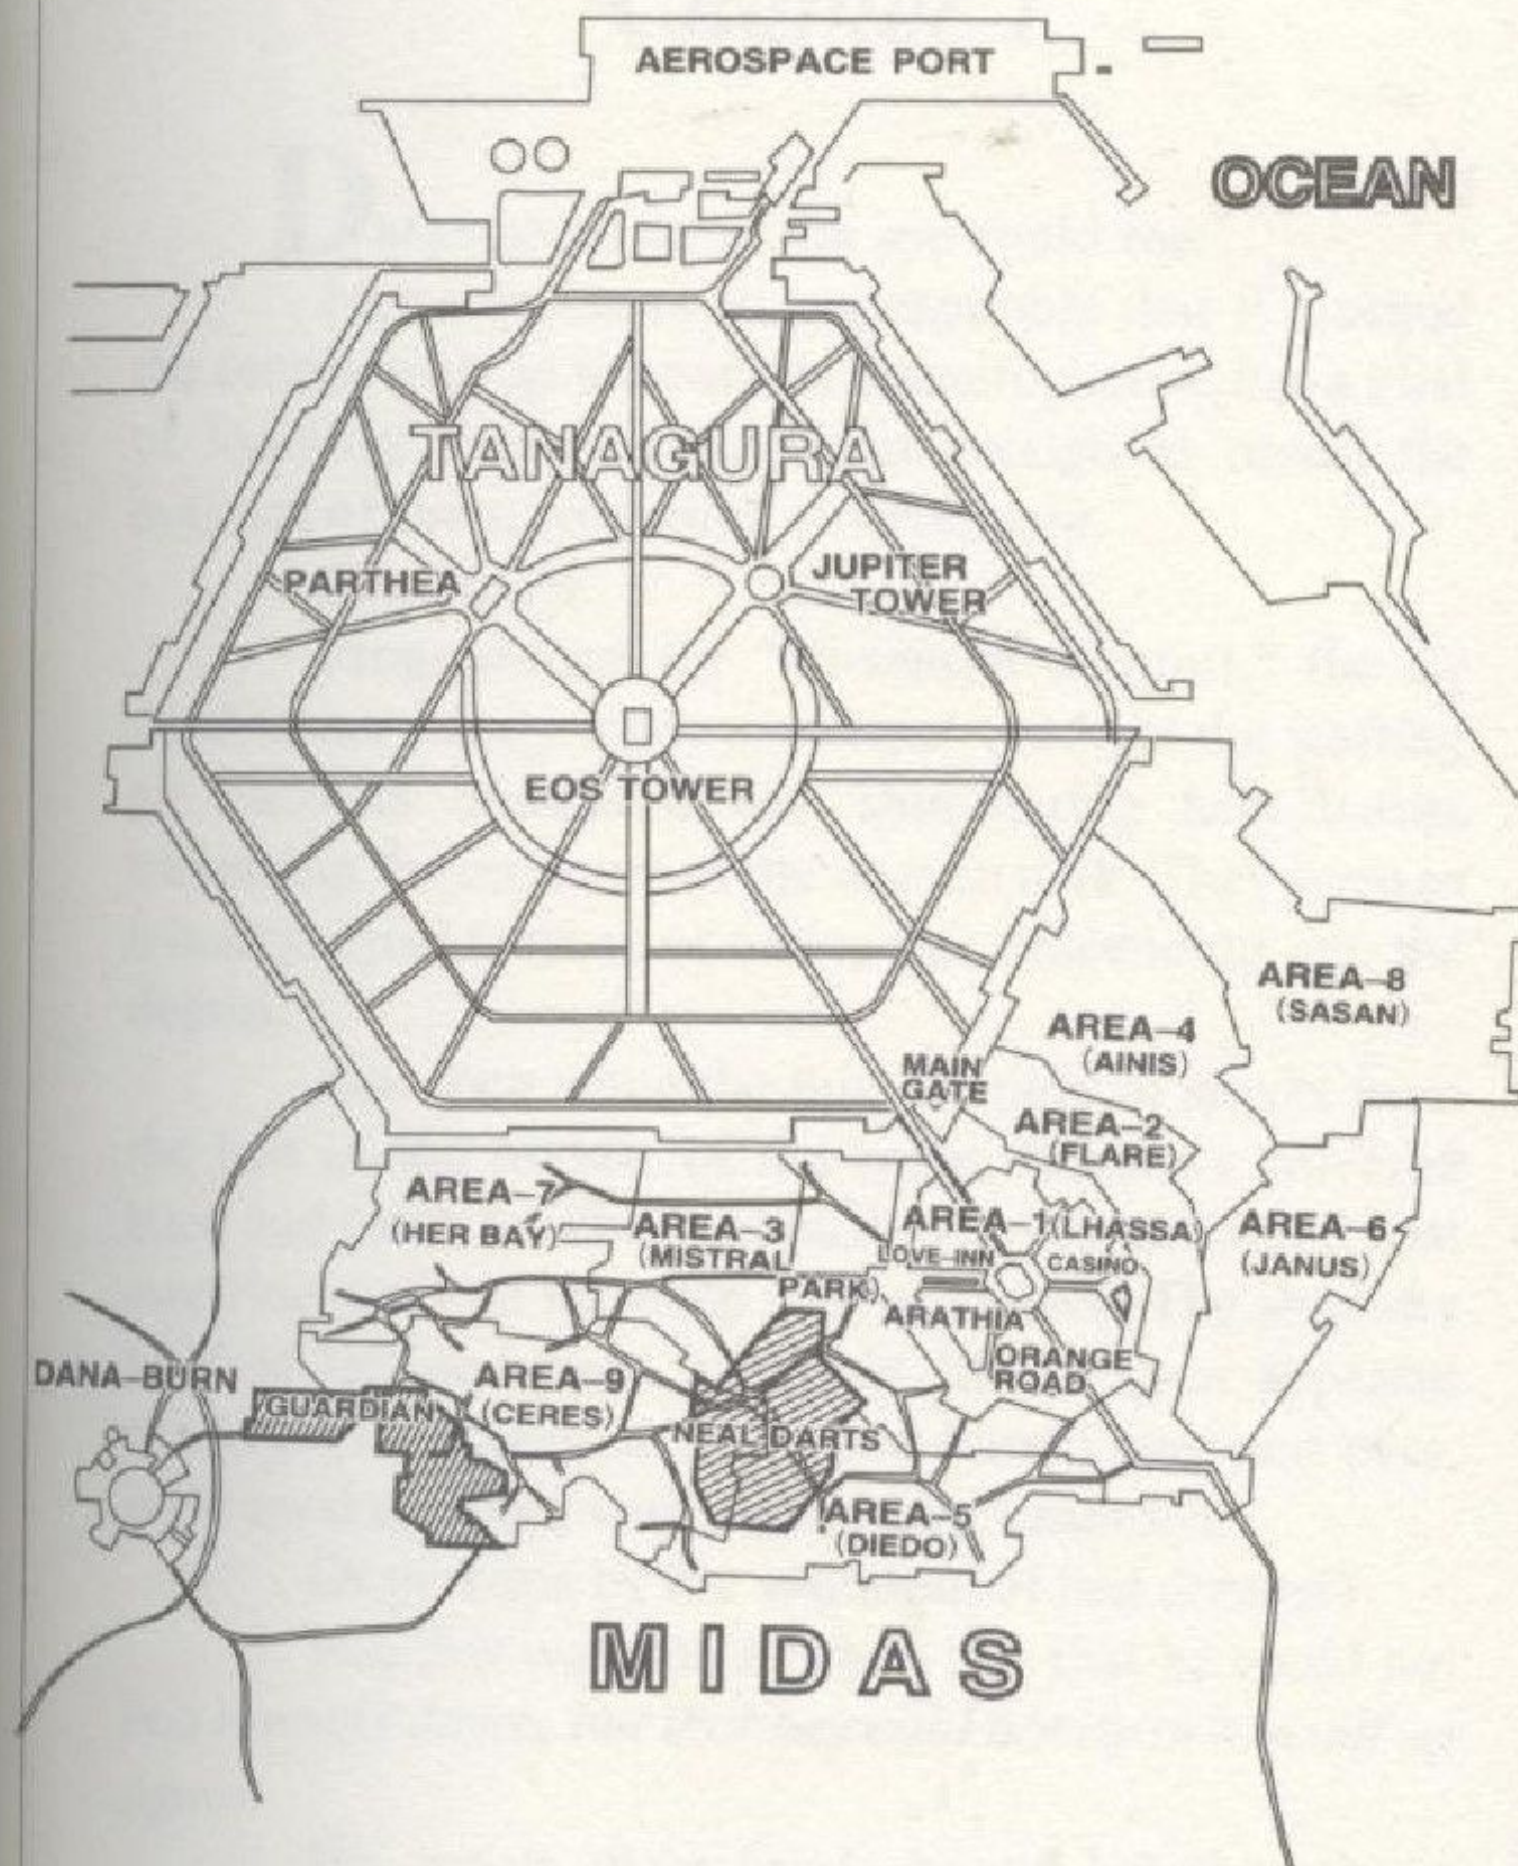 AEROSPACE PORT
OCEAN
TANAGURA
PARTHEA
JUPITER
TOWER
EOS TOWER
AREA-8
(SASAN)
AREA-4
(AINIS)
MAIN
GATE
AREA-2
(FLARE)
AREA-7
(HER BAY)
AREA-3
(MISTRAL
PARK)
AREA-1(LHASSA)
LOVE-INN
CASINO
AREA-6
(JANUS)
ARATHIA
ORANGE
ROAD
DANA-BURN
GUARDIAN
AREA-9
(CERES)
NEAL DARTS
AREA-5
(DIEDO)
MIDAS